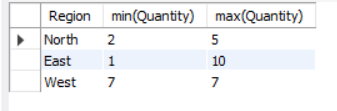 Region min(Quantity) max(Quantity)
North 2 5
East 1 10
West 7 7